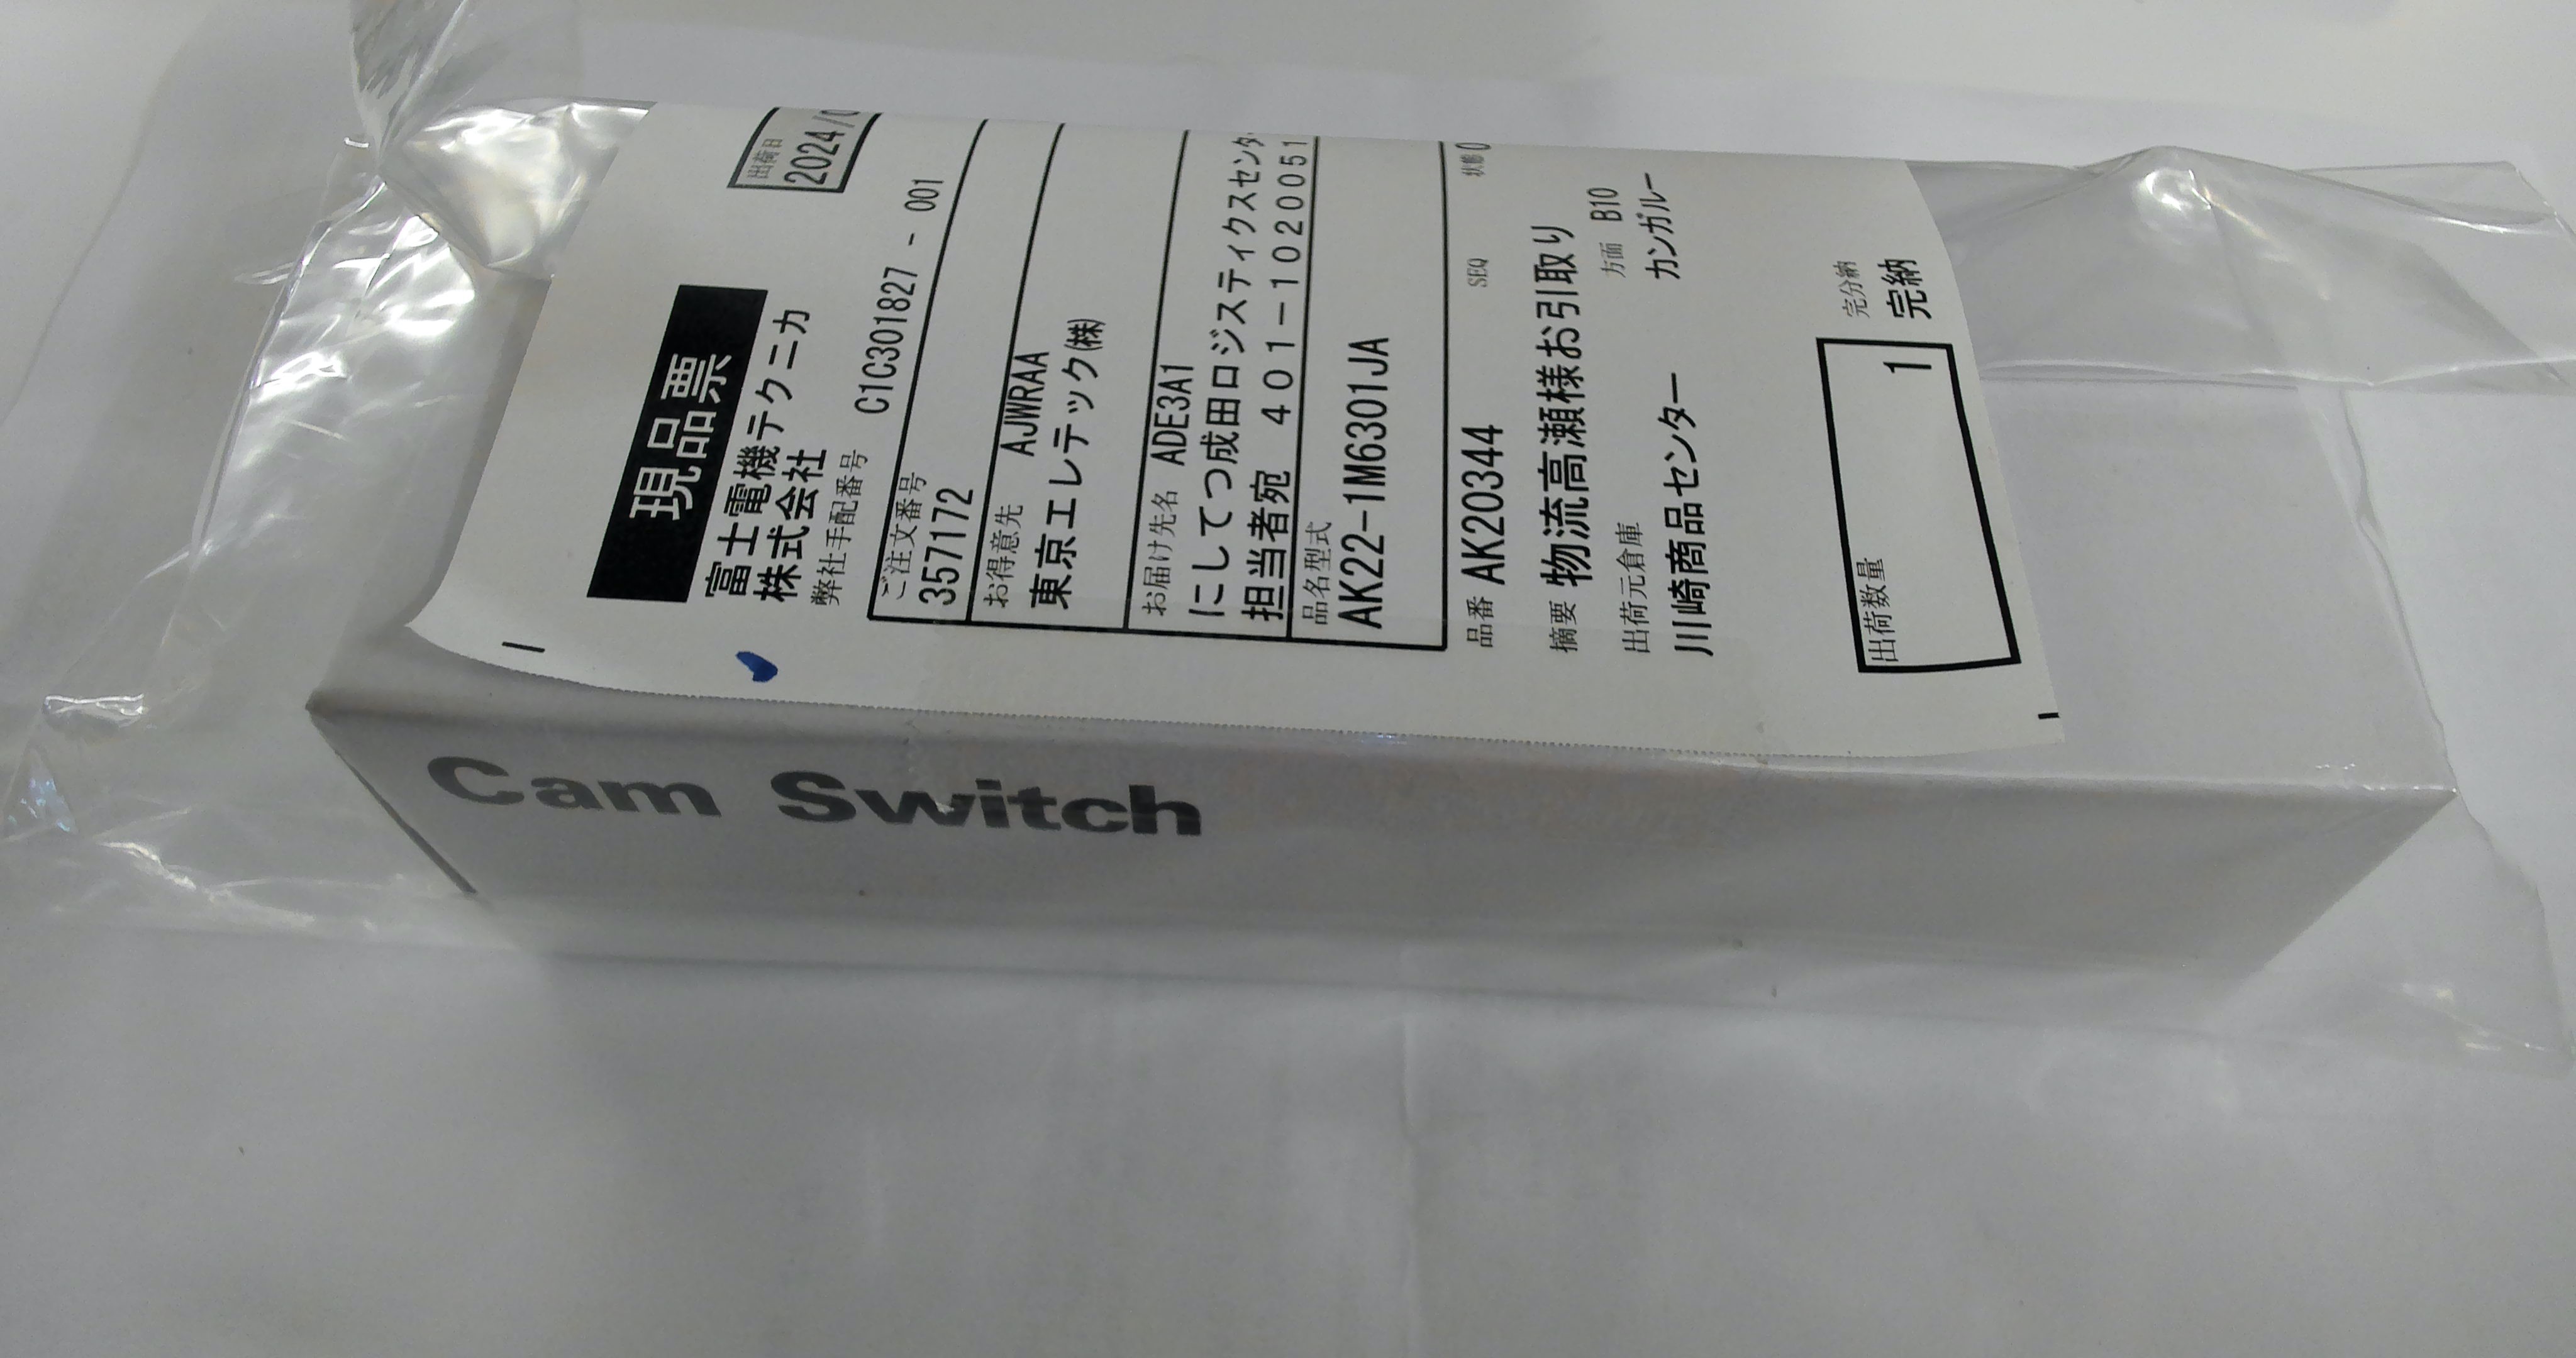 現品票
出荷日
2024/0
富士電機テクニカ
株式会社
弊社手配番号 C1C301827 - 001
ご注文番号
357172
お得意先 AJWRAA
東京エレテック(株)
お届け先名 ADE3A1
にしてつ成田ロジスティクスセンター
担当者宛 401-1020051
品名型式
AK22-1M6301JA
品番 AK20344 SEQ 状態 0
摘要 物流高瀬様お引取り
出荷元倉庫 方面 B10
川崎商品センター カンガルー
出荷数量 完分納
1 完納
Cam Switch